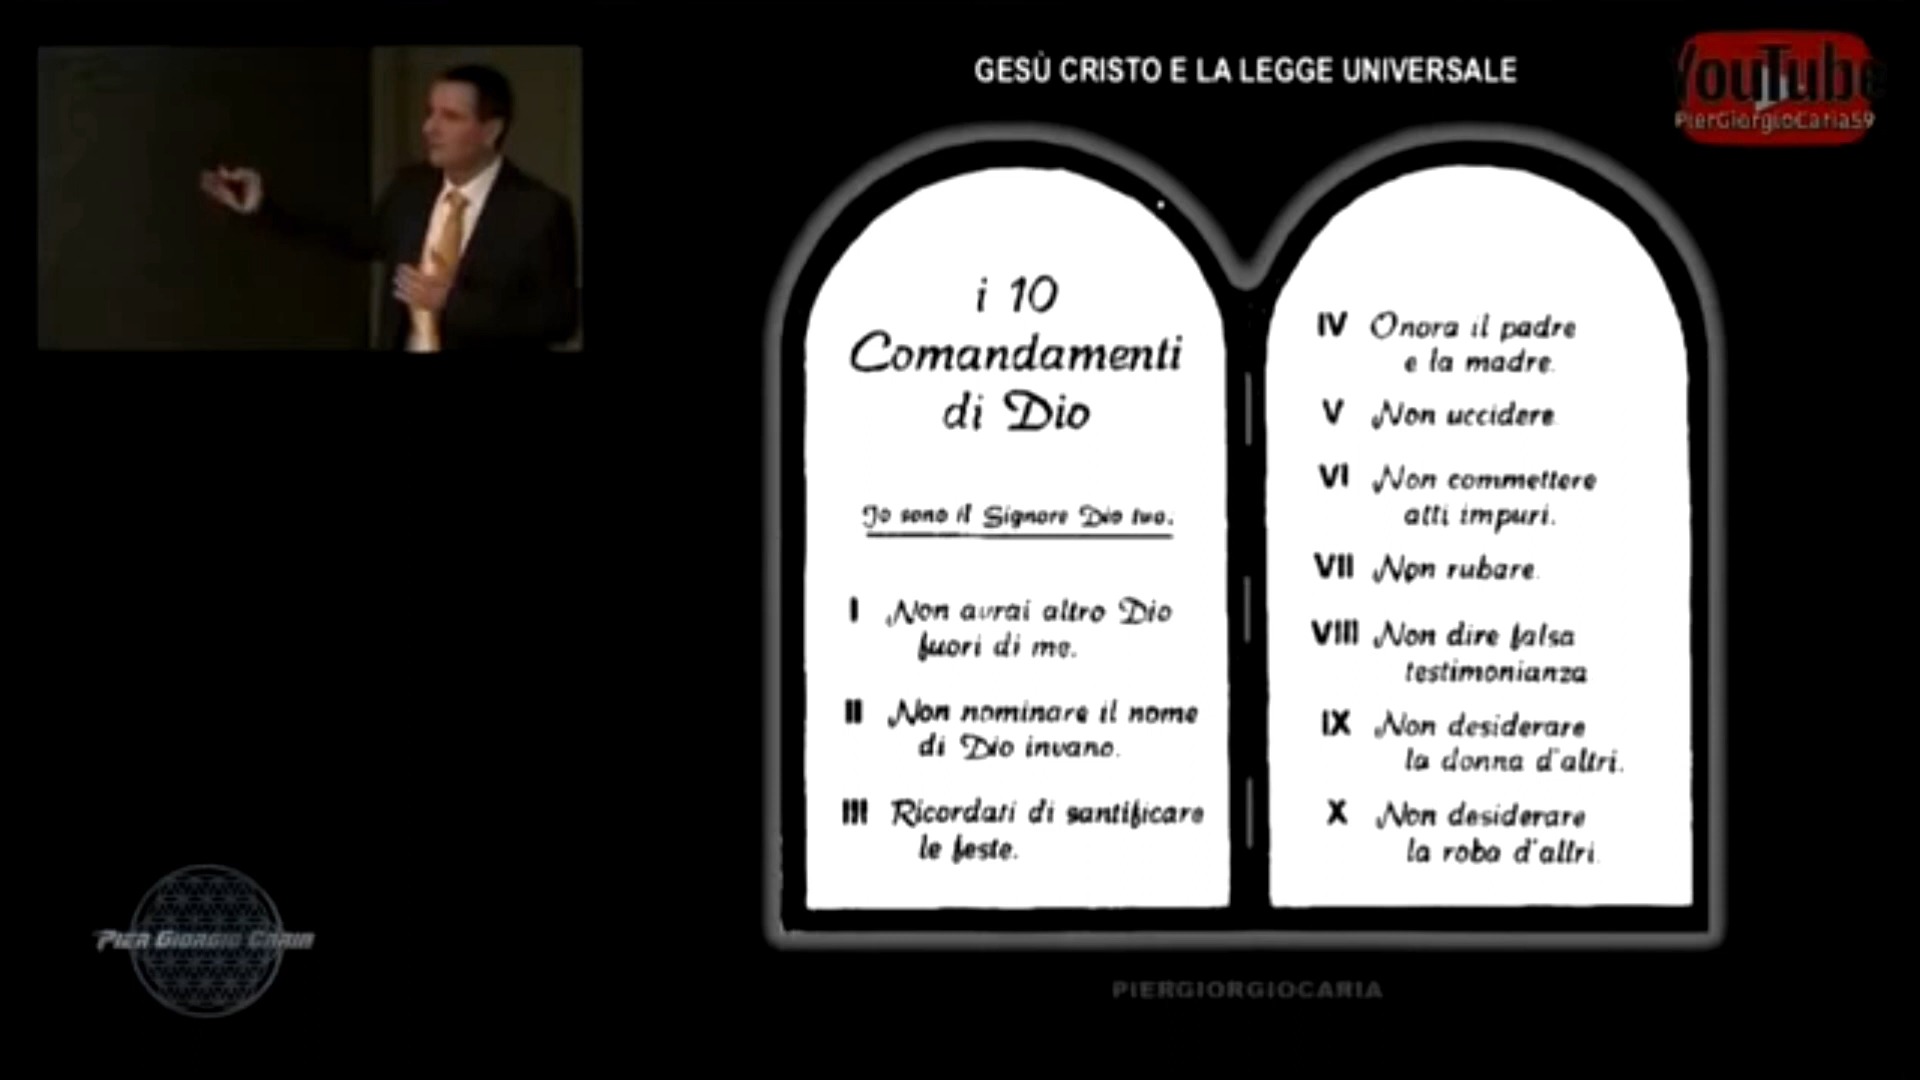 GESÙ CRISTO E LA LEGGE UNIVERSALE
YouTube
PierGiorgioCaria59
i 10
Comandamenti
di Dio
Io sono il Signore Dio tuo:
I Non avrai altro Dio
fuori di me.
II Non nominare il nome
di Dio invano.
III Ricordati di santificare
le feste.
IV Onora il padre
e la madre.
V Non uccidere.
VI Non commettere
atti impuri.
VII Non rubare.
VIII Non dire falsa
testimonianza
IX Non desiderare
la donna d'altri.
X Non desiderare
la roba d'altri.
PIER GIORGIO CARIA
PIERGIORGIOCARIA